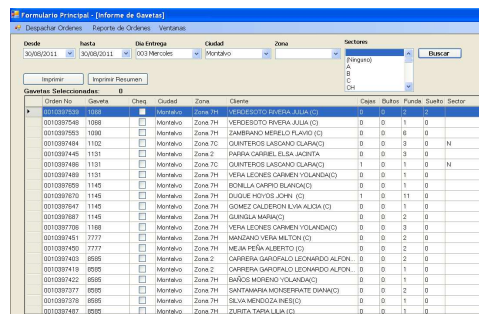 Formulario Principal - [Informe de Gavetas]
Despachar Ordenes Reporte de Ordenes Ventanas
Desde hasta Dia Entrega Ciudad Zona Sectores
30/08/2011 30/08/2011 003 Miercoles Montalvo
(Ninguno)
A
B
C
CH
Buscar
Imprimir Imprimir Resumen
Gavetas Seleccionadas: 0
Orden No Gaveta Cheq Ciudad Zona Cliente Cajas Bultos Funda Suelto Sector
0010397539 1088 Montalvo Zona 7H VERDESOTO RIVERA JULIA (C) 0 0 2 2
0010397548 1088 Montalvo Zona 7H VERDESOTO RIVERA JULIA (C) 0 0 1 0
0010397553 1090 Montalvo Zona 7H ZAMBRANO MERELO FLAVIO (C) 0 0 6 0
0010397484 1102 Montalvo Zona 7C QUINTEROS LASCANO CLARA(C) 0 0 3 0 N
0010397445 1131 Montalvo Zona 2 PARRA CARRIEL ELSA JACINTA 0 0 3 0
0010397486 1131 Montalvo Zona 7C QUINTEROS LASCANO CLARA(C) 1 0 1 0 N
0010397489 1131 Montalvo Zona 7H VERA LEONES CARMEN YOLANDA(C) 0 0 1 0
0010397659 1145 Montalvo Zona 7H BONILLA CARPIO BLANCA(C) 0 0 1 0
0010397670 1145 Montalvo Zona 7H DUQUE HOYOS JOHN (C) 1 0 11 0
0010397647 1145 Montalvo Zona 7H GOMEZ CALDERON ILVIA ALICIA (C) 0 0 1 0
0010397687 1145 Montalvo Zona 7H GUINGLA MARIA(C) 0 0 2 0
0010397708 1168 Montalvo Zona 7H VERA LEONES CARMEN YOLANDA(C) 0 0 3 0
0010397451 7777 Montalvo Zona 7H MANZANO VERA MILTON (C) 0 0 2 0
0010397450 7777 Montalvo Zona 7H MEJIA PEÑA ALBERTO (C) 0 0 2 0
0010397403 8585 Montalvo Zona 2 CARRERA GAROFALO LEONARDO ALFON... 0 0 2 0
0010397419 8585 Montalvo Zona 2 CARRERA GAROFALO LEONARDO ALFON... 0 0 1 0
0010397422 8585 Montalvo Zona 7H BAÑOS MORENO YOLANDA(C) 0 0 1 0
0010397377 8585 Montalvo Zona 7H SANTAMARIA MONSERRATE DIANA(C) 0 0 2 0
0010397378 8585 Montalvo Zona 7H SILVA MENDOZA INES(C) 0 0 1 0
0010397487 8585 Montalvo Zona 7H ZURITA TAPIA LILIA (C) 0 0 1 0